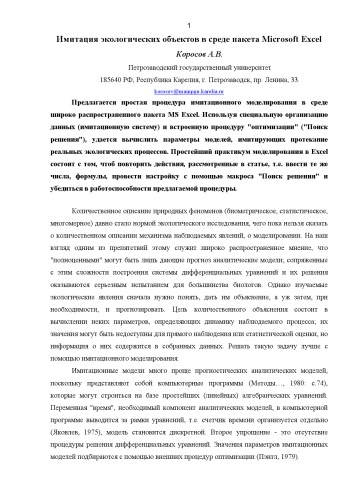 1
Имитация экологических объектов в среде пакета Microsoft Excel
Коросов А.В.
Петрозаводский государственный университет
185640 РФ, Республика Карелия, г. Петрозаводск, пр. Ленина, 33.
korosov@mainpgu.karelia.ru
Предлагается простая процедура имитационного моделирования в среде
широко распространенного пакета MS Excel. Используя специальную организацию
данных (имитационную систему) и встроенную процедуру "оптимизации" ("Поиск
решения"), удается вычислить параметры моделей, имитирующих протекание
реальных экологических процессов. Простейший практикум моделирования в Excel
состоит с том, чтоб повторить действия, рассмотренные в статье, т.е. ввести те же
числа, формулы, провести настройку с помощью макроса "Поиск решения" и
убедиться в работоспособности предлагаемой процедуры.
Количественное описание природных феноменов (биометрическое, статистическое,
многомерное) давно стало нормой экологического исследования, чего пока нельзя сказать
о количественном описании механизма наблюдаемых явлений, о моделировании. На наш
взгляд одним из препятствий этому служит широко распространенное мнение, что
"полноценными" могут быть лишь дающие прогноз аналитические модели; сопряженные
с этим сложности построения системы дифференциальных уравнений и их решения
оказываются серьезным испытанием для большинства биологов. Однако изучаемые
экологические явления сначала нужно понять, дать им объяснение, а уж затем, при
необходимости, и прогнозировать. Цель количественного объяснения состоит в
вычислении неких параметров, определяющих динамику наблюдаемого процесса; их
значения могут быть недоступны для прямого наблюдения или статистической оценки, но
информация о них содержится в собранных данных. Решать такую задачу лучше с
помощью имитационного моделирования.
Имитационные модели много проще прогностических аналитических моделей,
поскольку представляют собой компьютерные программы (Методы…, 1980: с.74),
которые могут строиться на базе простейших (линейных) алгебраических уравнений.
Переменная "время", необходимый компонент аналитических моделей, в компьютерной
программе выводится за рамки уравнений, т.е. счетчик времени организуется отдельно
(Яковлев, 1975), модель становится дискретной. Второе упрощение - это отсутствие
процедуры решения дифференциальных уравнений. Значения параметров имитационных
моделей подбираются с помощью внешних процедур оптимизации (Пэнтл, 1979).